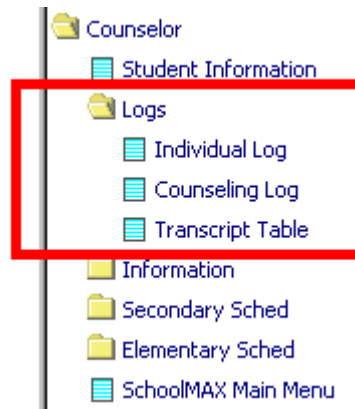 Counselor
Student Information
Logs
Individual Log
Counseling Log
Transcript Table
Information
Secondary Sched
Elementary Sched
SchoolMAX Main Menu